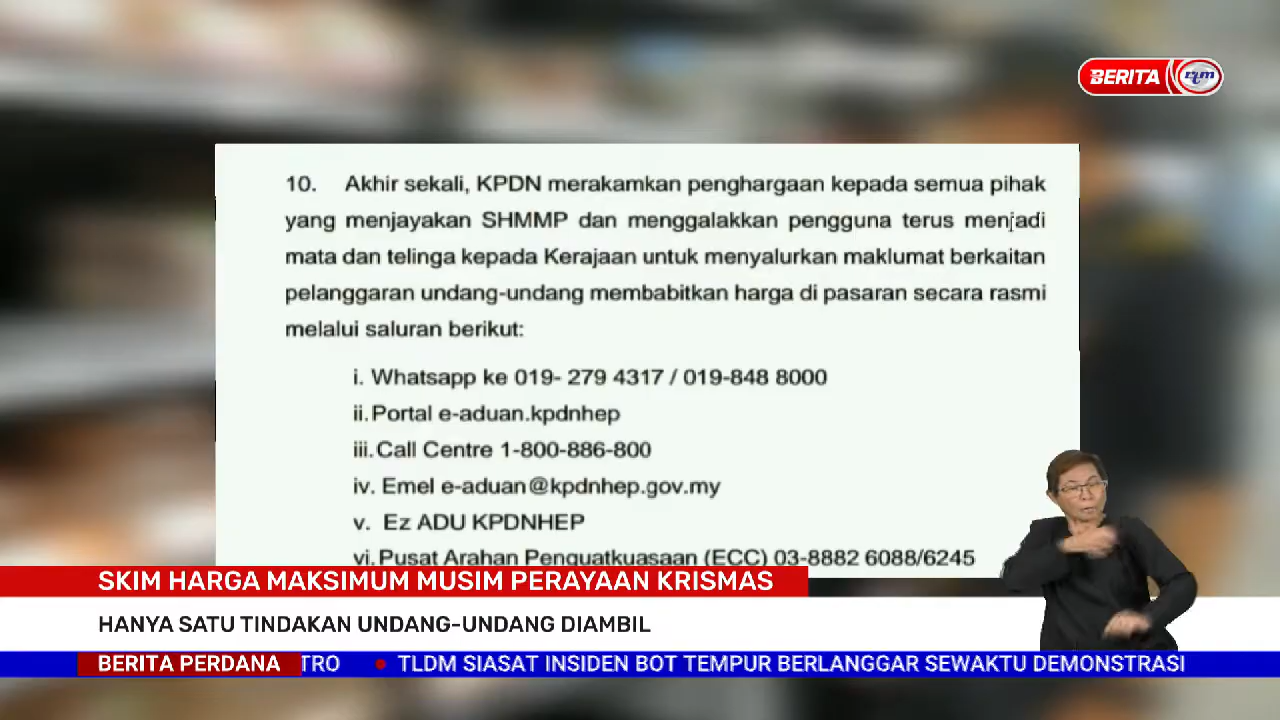 BERITA rtm
10. Akhir sekali, KPDN merakamkan penghargaan kepada semua pihak
yang menjayakan SHMMP dan menggalakkan pengguna terus menjadi
mata dan telinga kepada Kerajaan untuk menyalurkan maklumat berkaitan
pelanggaran undang-undang membabitkan harga di pasaran secara rasmi
melalui saluran berikut:
i. Whatsapp ke 019- 279 4317 / 019-848 8000
ii. Portal e-aduan.kpdnhep
iii. Call Centre 1-800-886-800
iv. Emel e-aduan@kpdnhep.gov.my
v. Ez ADU KPDNHEP
vi. Pusat Arahan Penguatkuasaan (ECC) 03-8882 6088/6245
SKIM HARGA MAKSIMUM MUSIM PERAYAAN KRISMAS
HANYA SATU TINDAKAN UNDANG-UNDANG DIAMBIL
BERITA PERDANA TRO • TLDM SIASAT INSIDEN BOT TEMPUR BERLANGGAR SEWAKTU DEMONSTRASI